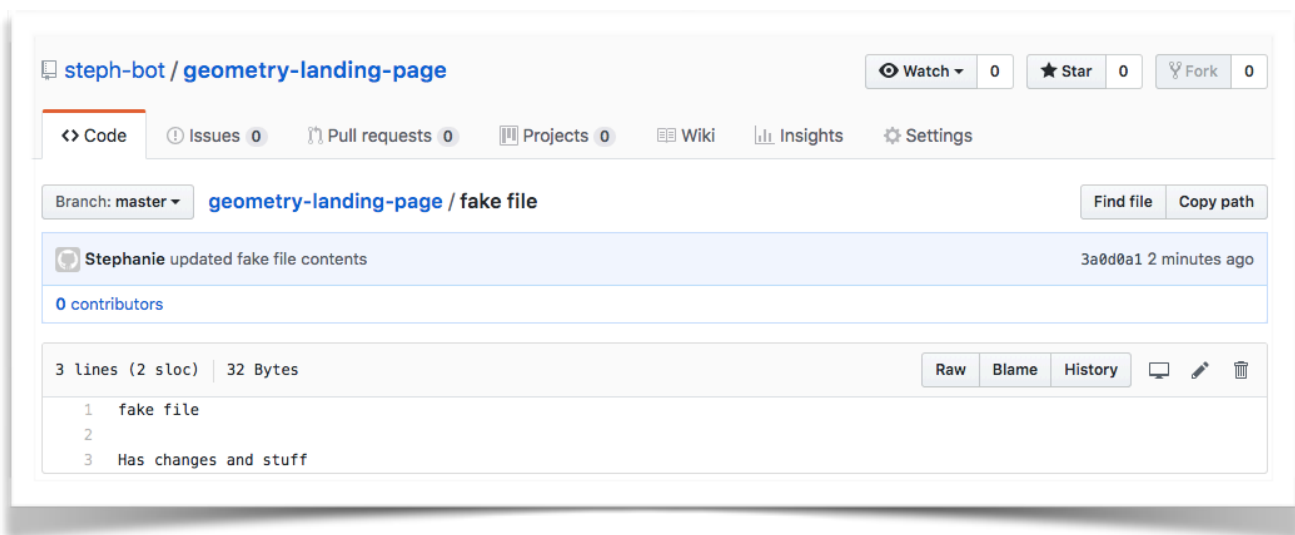 steph-bot / geometry-landing-page Watch 0 Star 0 Fork 0
<> Code Issues 0 Pull requests 0 Projects 0 Wiki Insights Settings
Branch: master geometry-landing-page / fake file Find file Copy path
Stephanie updated fake file contents 3a0d0a1 2 minutes ago
0 contributors
3 lines (2 sloc) 32 Bytes Raw Blame History
1 fake file
2
3 Has changes and stuff